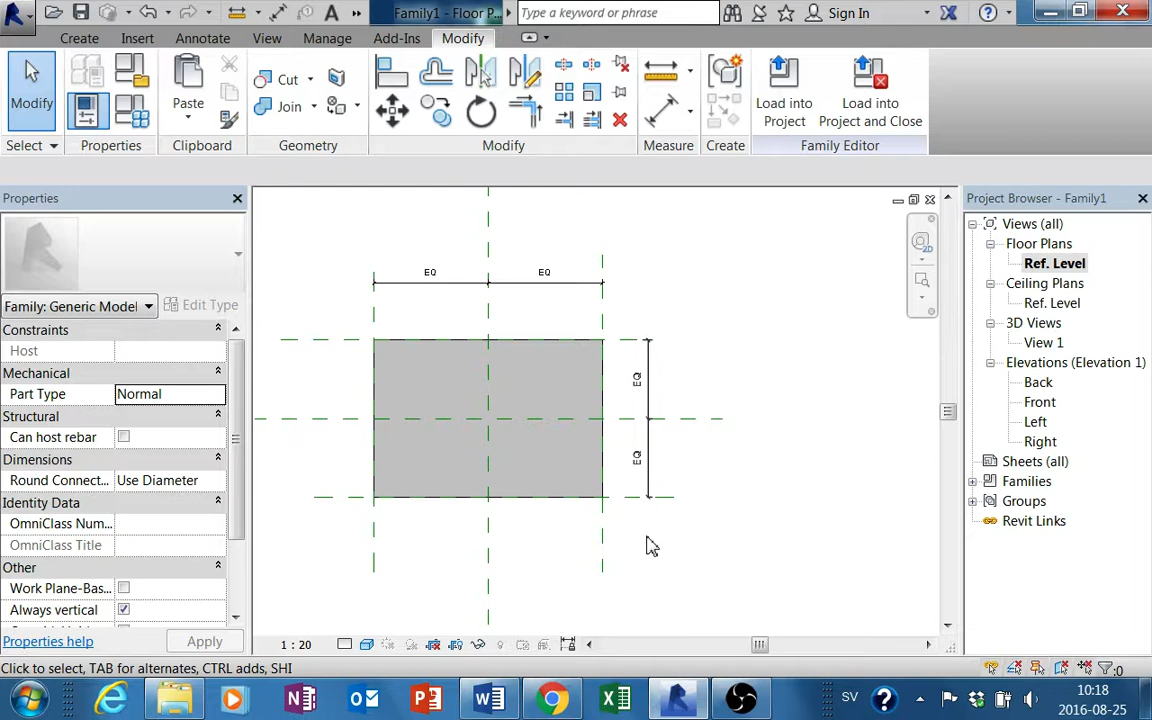 Family1 - Floor P...
Type a keyword or phrase
Sign In
Create
Insert
Annotate
View
Manage
Add-Ins
Modify
Modify
Paste
Cut
Join
Load into
Project
Load into
Project and Close
Select
Properties
Clipboard
Geometry
Modify
Measure
Create
Family Editor
Properties
Family: Generic Model
Edit Type
Constraints
Host
Mechanical
Part Type
Normal
Structural
Can host rebar
Dimensions
Round Connect...
Use Diameter
Identity Data
OmniClass Num...
OmniClass Title
Other
Work Plane-Bas...
Always vertical
Properties help
Apply
EQ
EQ
EQ
EQ
2D
1 : 20
Project Browser - Family1
Views (all)
Floor Plans
Ref. Level
Ceiling Plans
Ref. Level
3D Views
View 1
Elevations (Elevation 1)
Back
Front
Left
Right
Sheets (all)
Families
Groups
Revit Links
Click to select, TAB for alternates, CTRL adds, SHI
:0
SV
10:18
2016-08-25